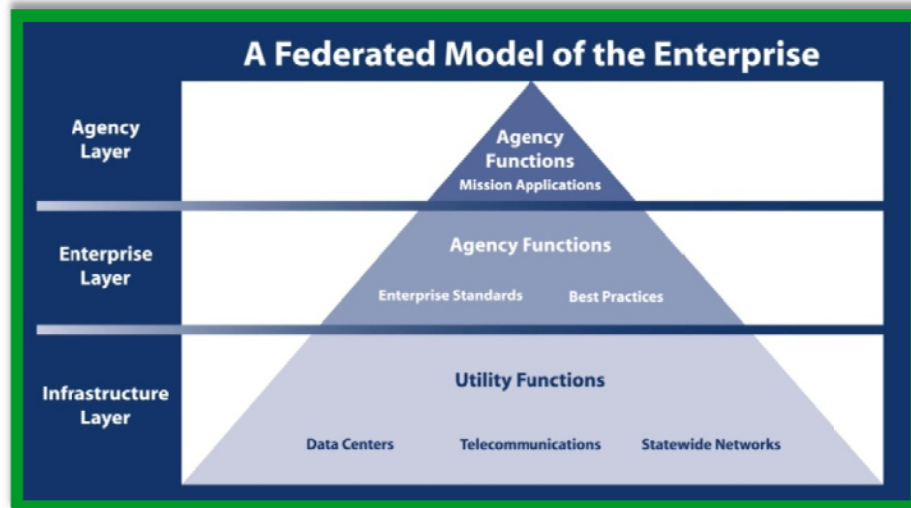 A Federated Model of the Enterprise
Agency
Layer
Agency
Functions
Mission Applications
Enterprise
Layer
Agency Functions
Enterprise Standards
Best Practices
Infrastructure
Layer
Utility Functions
Data Centers
Telecommunications
Statewide Networks